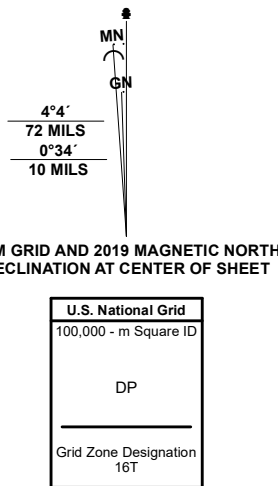 MN
GN
4°4´
72 MILS
0°34´
10 MILS
M GRID AND 2019 MAGNETIC NORTH
ECLINATION AT CENTER OF SHEET
U.S. National Grid
100,000 - m Square ID
DP
Grid Zone Designation
16T